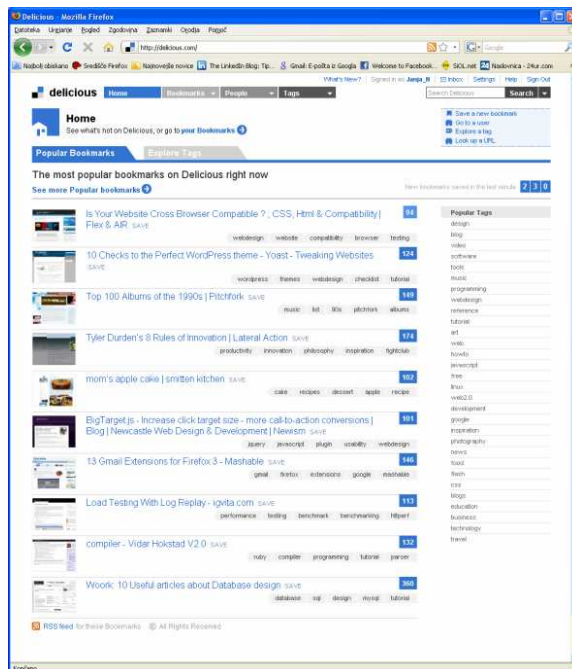 Delicious - Mozilla Firefox
Datoteka Urejanje Pogled Zgodovina Zaznamki Orodja Pomoč
http://delicious.com/
Google
Najbolj obiskano Središče Firefox Najnovejše novice The LinkedIn Blog: Tip... Gmail: E-pošta iz Googla Welcome to Facebook... SiOL.net Nadovnica - 24ur.com
What's New? Signed in as Janja_N Inbox Settings Help Sign Out
delicious Home Bookmarks People Tags Search Delicious Search
Home
See what's hot on Delicious, or go to your Bookmarks
Save a new bookmark
Go to a user
Explore a tag
Look up a URL
Popular Bookmarks Explore Tags
The most popular bookmarks on Delicious right now
See more Popular bookmarks
New bookmarks saved in the last minute 2 3 0
Is Your Website Cross Browser Compatible ? ; CSS, Html & Compatibility |
Flex & AIR SAVE
94
webdesign website compatibility browser testing
10 Checks to the Perfect WordPress theme - Yoast - Tweaking Websites
SAVE
124
wordpress themes webdesign checklist tutorial
Top 100 Albums of the 1990s | Pitchfork SAVE
149
music list 90s pitchfork albums
Tyler Durden's 8 Rules of Innovation | Lateral Action SAVE
174
productivity innovation philosophy inspiration fightclub
mom's apple cake | smitten kitchen SAVE
102
cake recipes dessert apple recipe
BigTarget.js - Increase click target size - more call-to-action conversions |
Blog | Newcastle Web Design & Development | Newism SAVE
101
jquery javascript plugin usability webdesign
13 Gmail Extensions for Firefox 3 - Mashable SAVE
146
gmail firefox extensions google mashable
Load Testing With Log Replay - igvita.com SAVE
113
performance testing benchmark benchmarking httperf
compiler - Vidar Hokstad V2.0 SAVE
132
ruby compiler programming tutorial parser
Woork: 10 Useful articles about Database design SAVE
360
database sql design mysql tutorial
RSS feed for these Bookmarks © All Rights Reserved
Popular Tags
design
blog
video
software
tools
music
programming
webdesign
reference
tutorial
art
web
howto
javascript
free
linux
web2.0
development
google
inspiration
photography
news
food
flash
css
blogs
education
business
technology
travel
Končano